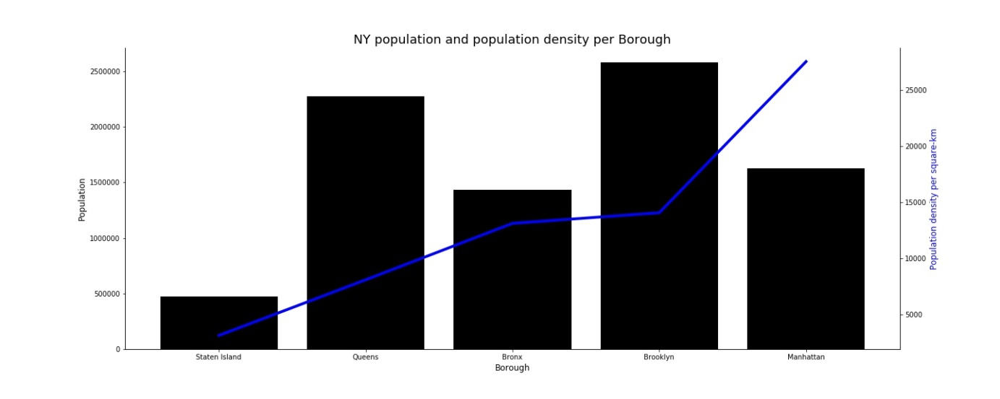 NY population and population density per Borough
2500000
2000000
1500000
1000000
500000
0
Population
25000
20000
15000
10000
5000
Population density per square-km
Staten Island
Queens
Bronx
Brooklyn
Manhattan
Borough